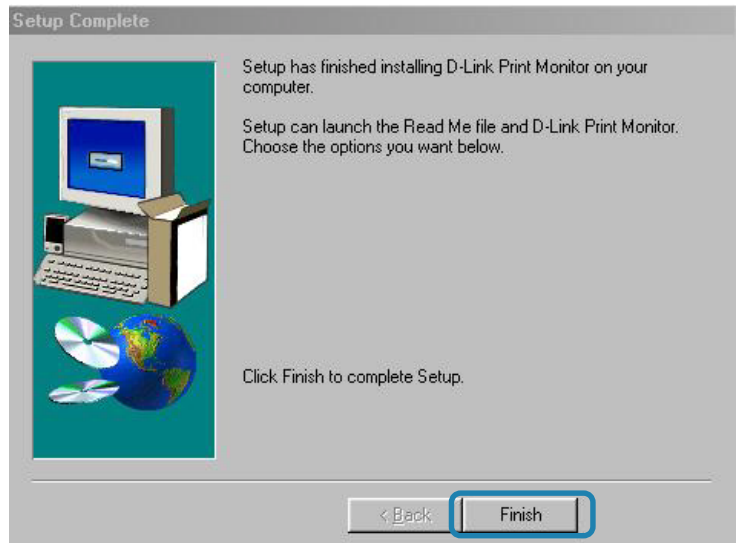 Setup Complete
Setup has finished installing D-Link Print Monitor on your
computer.
Setup can launch the Read Me file and D-Link Print Monitor.
Choose the options you want below.
Click Finish to complete Setup.
< Back
Finish